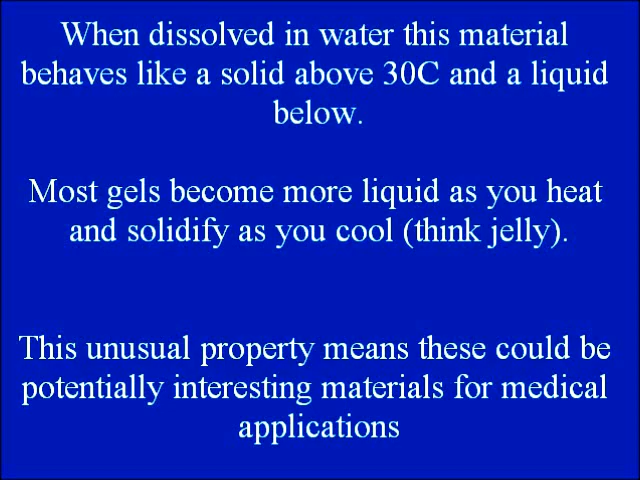 When dissolved in water this material
behaves like a solid above 30C and a liquid
below.
Most gels become more liquid as you heat
and solidify as you cool (think jelly).
This unusual property means these could be
potentially interesting materials for medical
applications